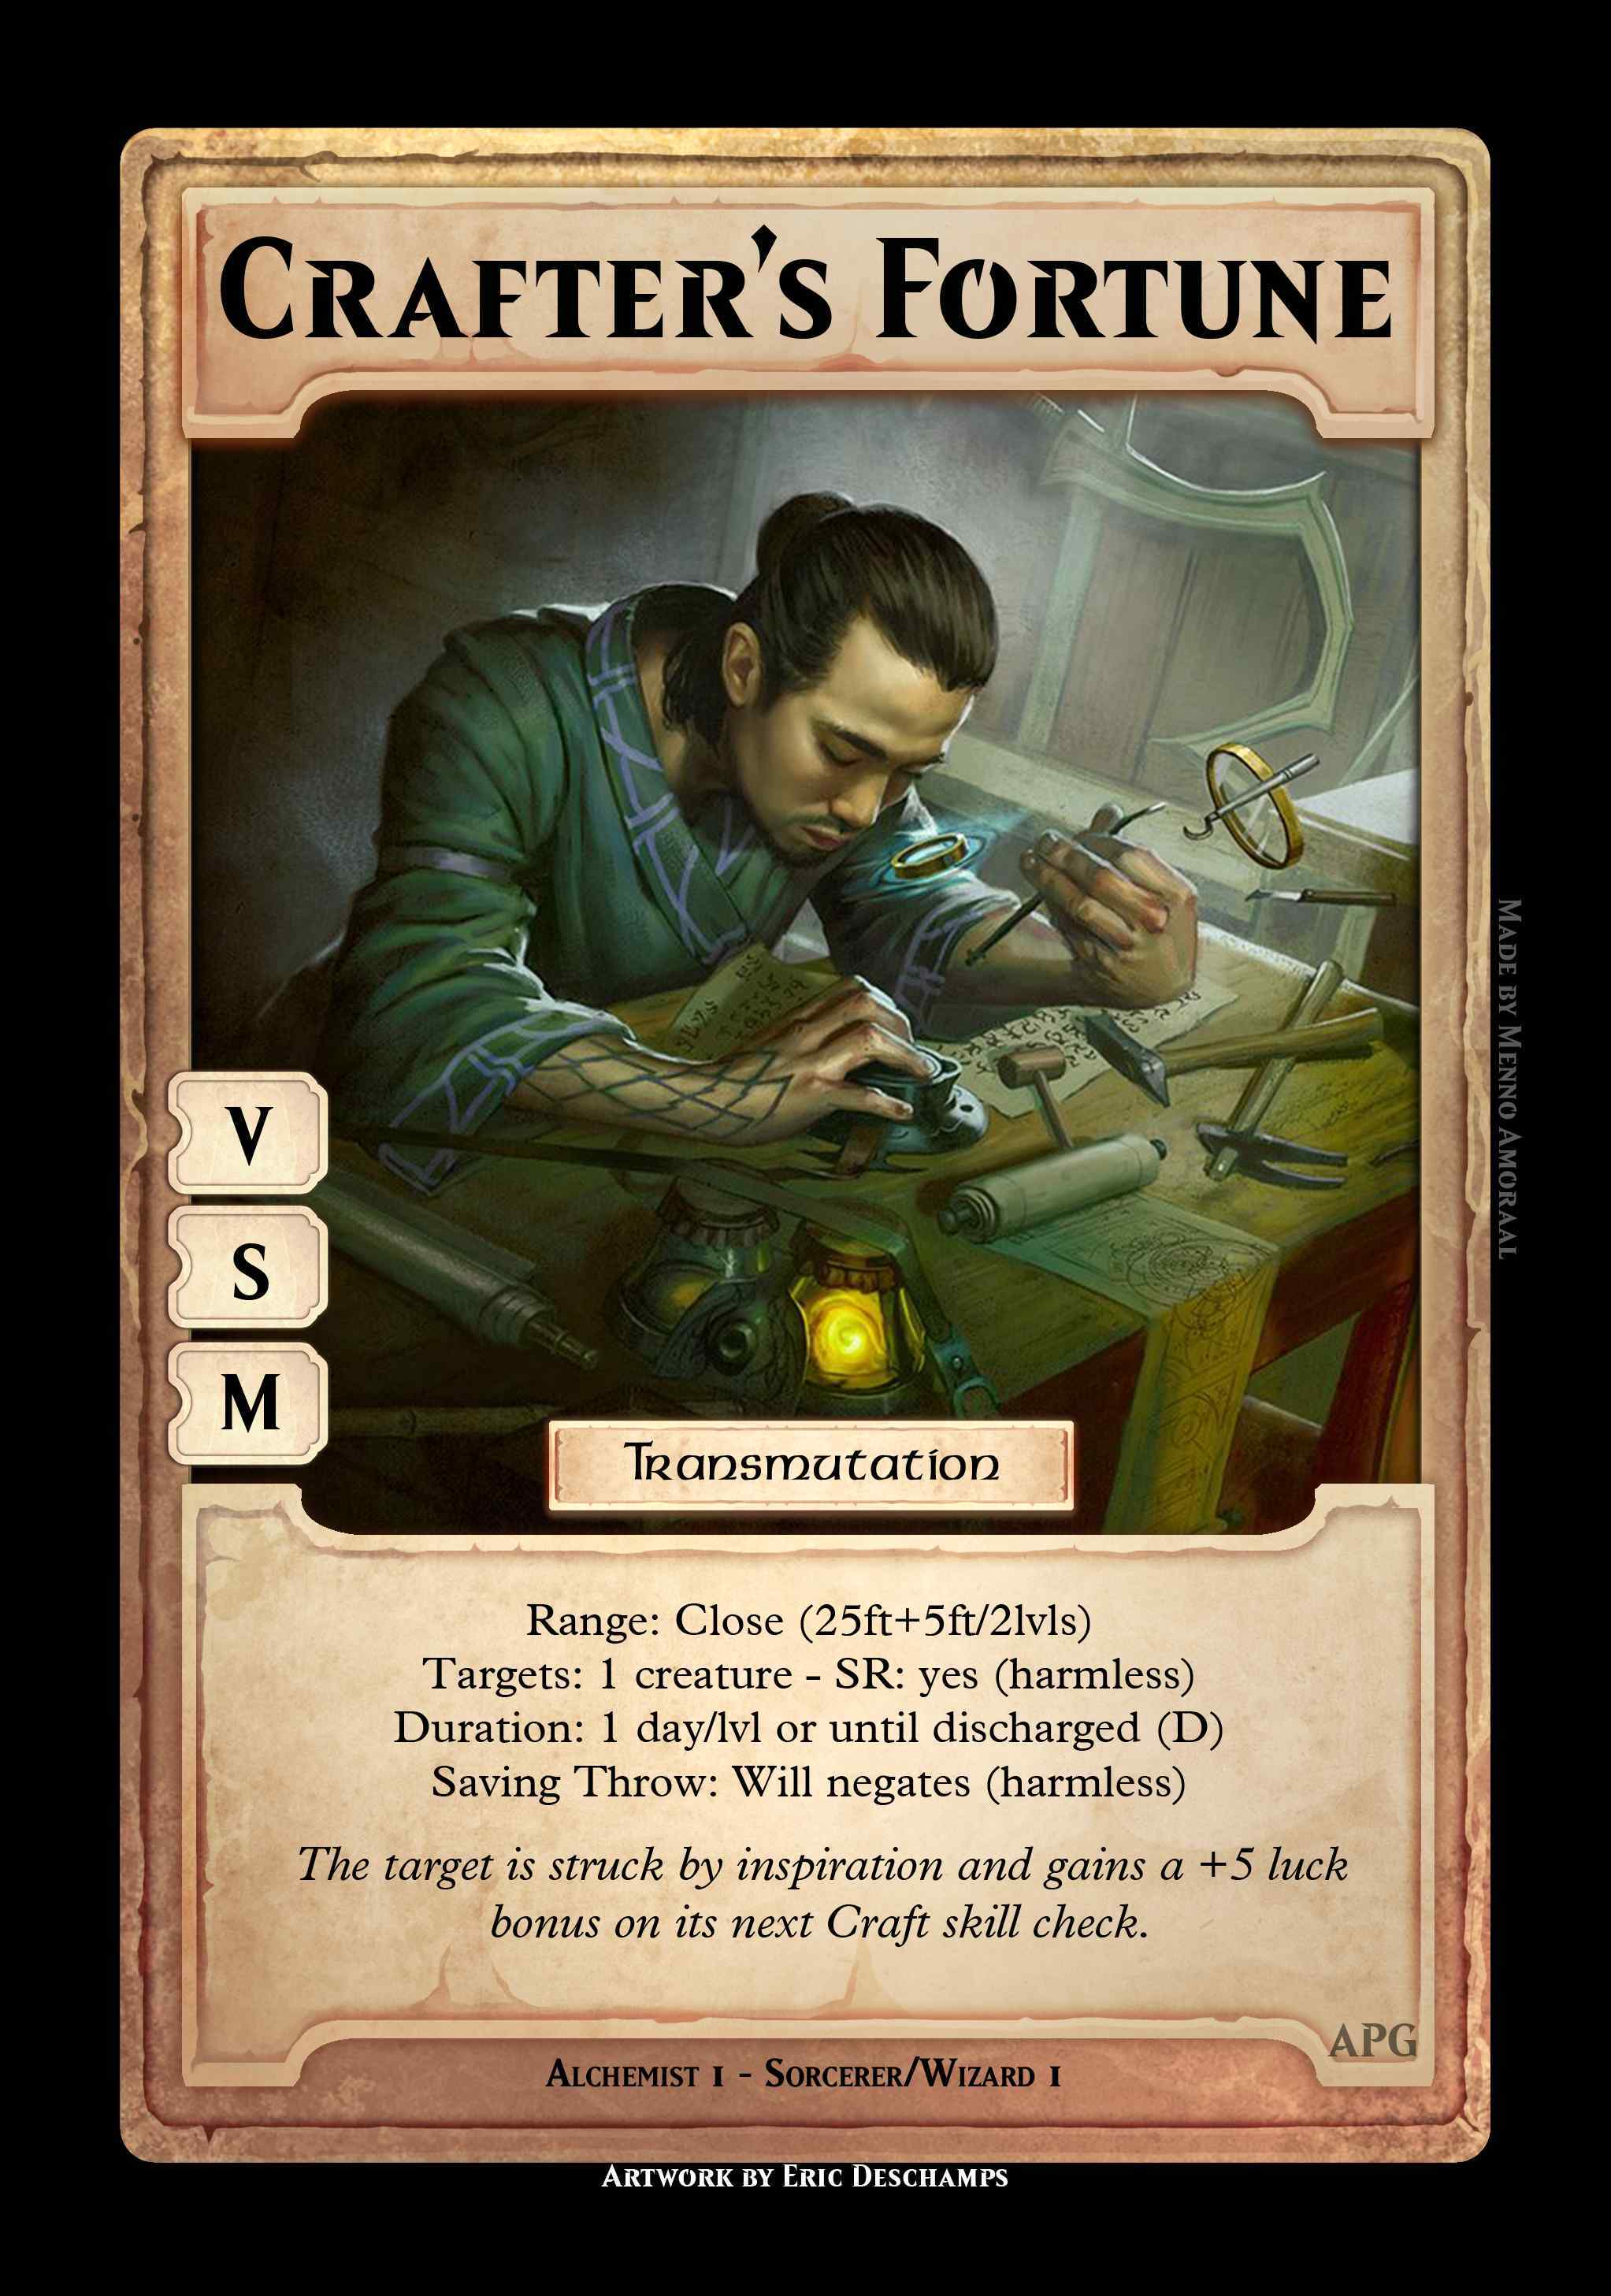 Crafter's Fortune
V
S
M
Transmutation
Range: Close (25ft+5ft/2lvls)
Targets: 1 creature - SR: yes (harmless)
Duration: 1 day/lvl or until discharged (D)
Saving Throw: Will negates (harmless)
The target is struck by inspiration and gains a +5 luck
bonus on its next Craft skill check.
APG
Alchemist 1 - Sorcerer/Wizard 1
Artwork by Eric Deschamps
Made by Menno Amoraal